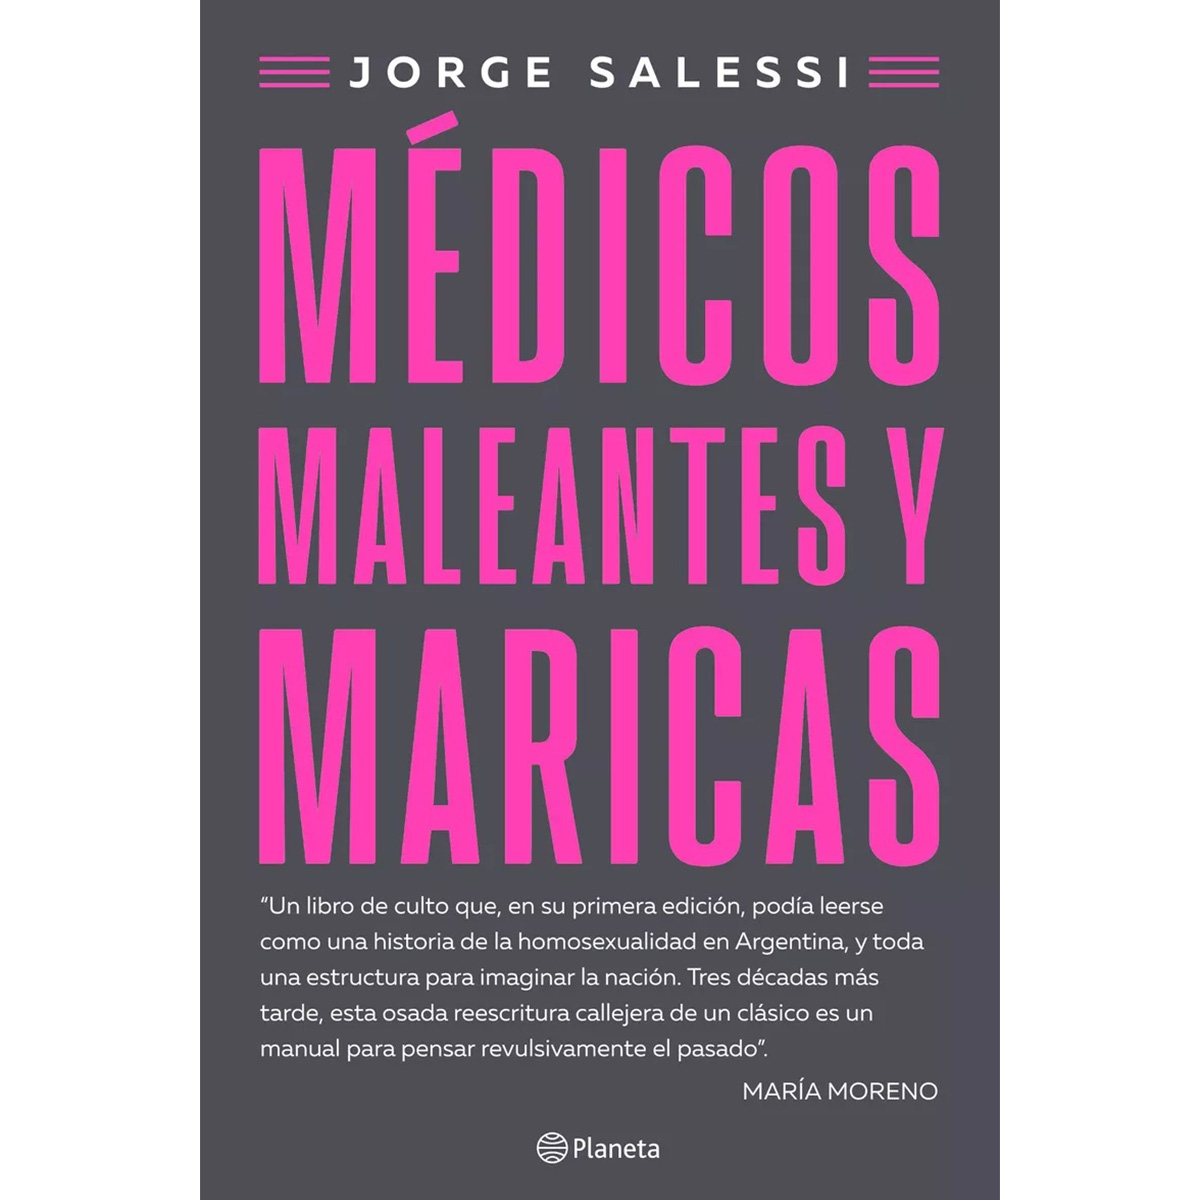 JORGE SALESSI
MÉDICOS
MALEANTES Y
MARICAS
“Un libro de culto que, en su primera edición, podía leerse
como una historia de la homosexualidad en Argentina, y toda
una estructura para imaginar la nación. Tres décadas más
tarde, esta osada reescritura callejera de un clásico es un
manual para pensar revulsivamente el pasado”.
MARÍA MORENO
Planeta